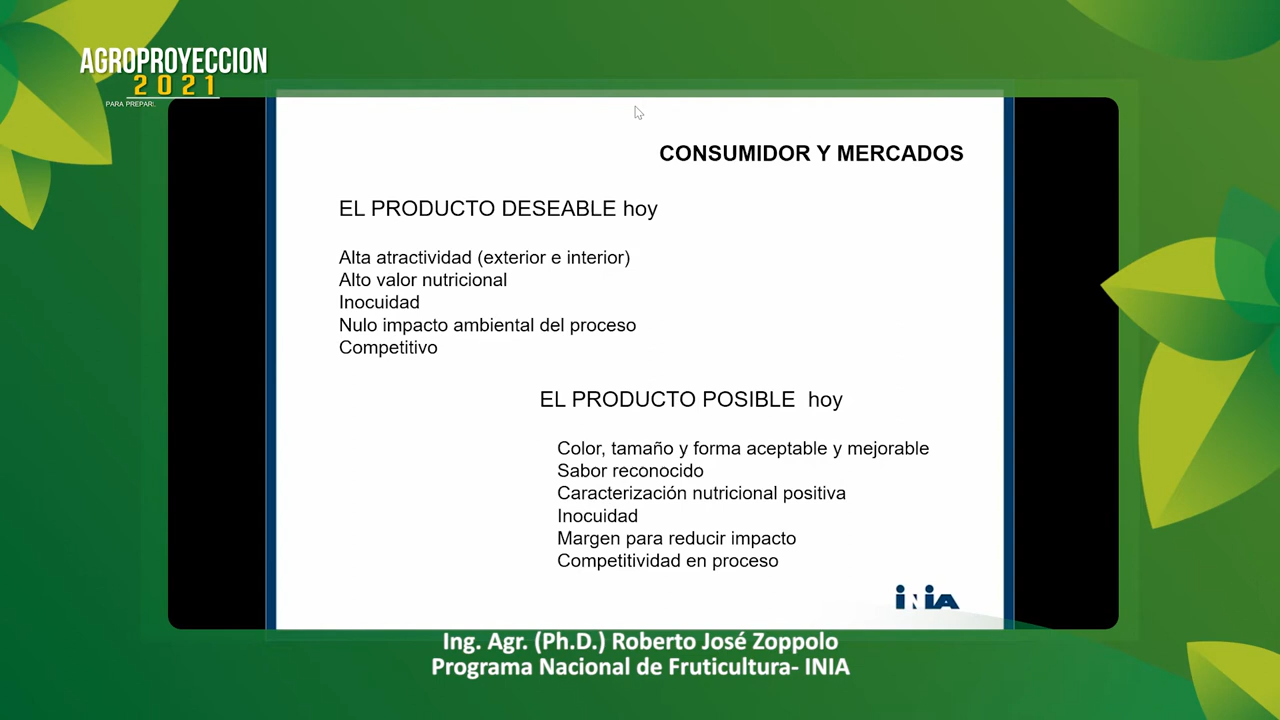 AGROPROYECCION
2021
PARA PREPAR
CONSUMIDOR Y MERCADOS
EL PRODUCTO DESEABLE hoy
Alta atractividad (exterior e interior)
Alto valor nutricional
Inocuidad
Nulo impacto ambiental del proceso
Competitivo
EL PRODUCTO POSIBLE hoy
Color, tamaño y forma aceptable y mejorable
Sabor reconocido
Caracterización nutricional positiva
Inocuidad
Margen para reducir impacto
Competitividad en proceso
INIA
Ing. Agr. (Ph.D.) Roberto José Zoppolo
Programa Nacional de Fruticultura- INIA